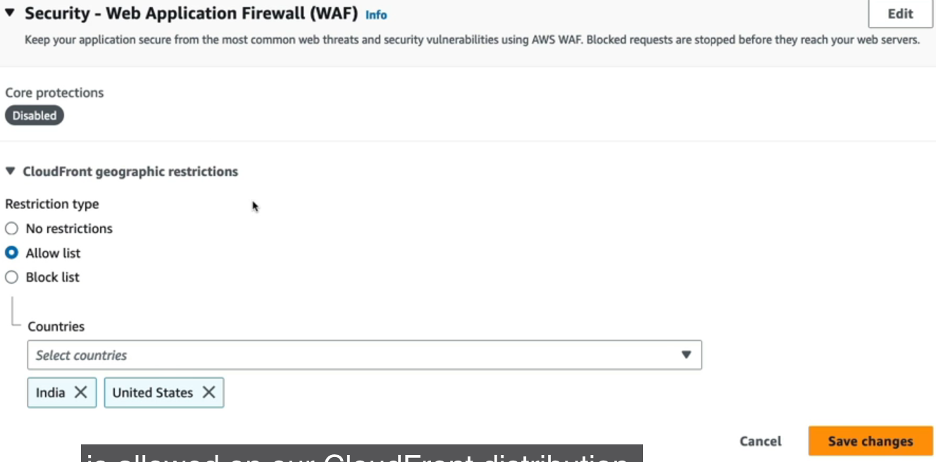 Security - Web Application Firewall (WAF) Info
Edit
Keep your application secure from the most common web threats and security vulnerabilities using AWS WAF. Blocked requests are stopped before they reach your web servers.
Core protections
Disabled
CloudFront geographic restrictions
Restriction type
No restrictions
Allow list
Block list
Countries
Select countries
India
United States
Cancel
Save changes
is allowed on our CloudFront distribution